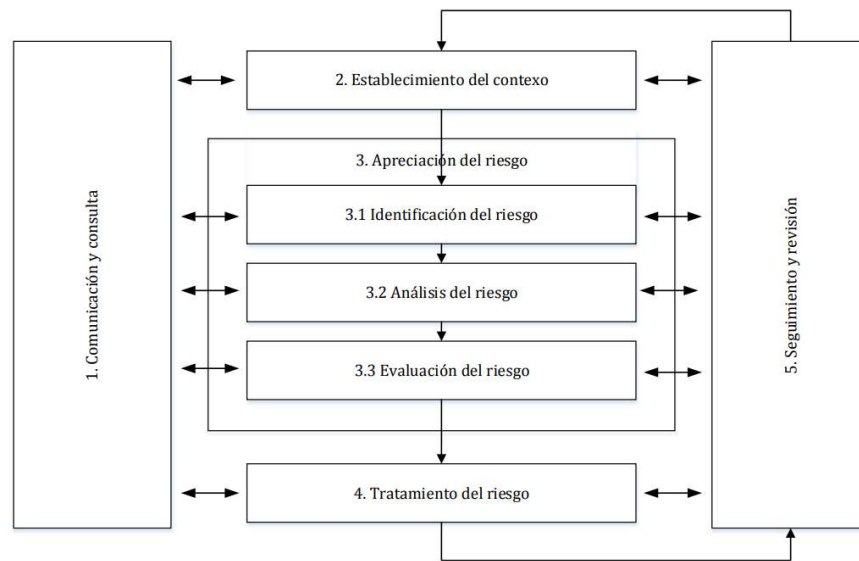 1. Comunicación y consulta
2. Establecimiento del contexo
3. Apreciación del riesgo
3.1 Identificación del riesgo
3.2 Análisis del riesgo
3.3 Evaluación del riesgo
4. Tratamiento del riesgo
5. Seguimiento y revisión